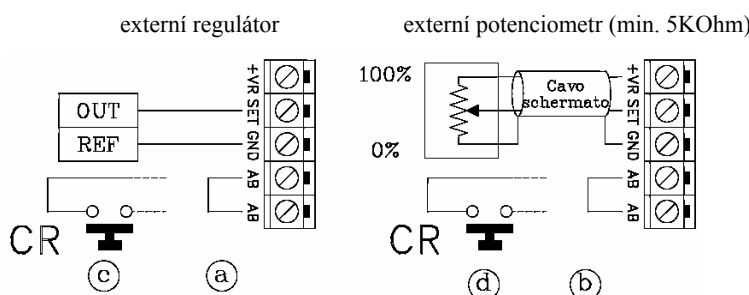 externí regulátor
externí potenciometr (min. 5KOhm)
OUT
REF
+VR
SET
GND
AB
AB
CR
c
a
100%
0%
Cavo
schermato
+VR
SET
GND
AB
AB
CR
d
b